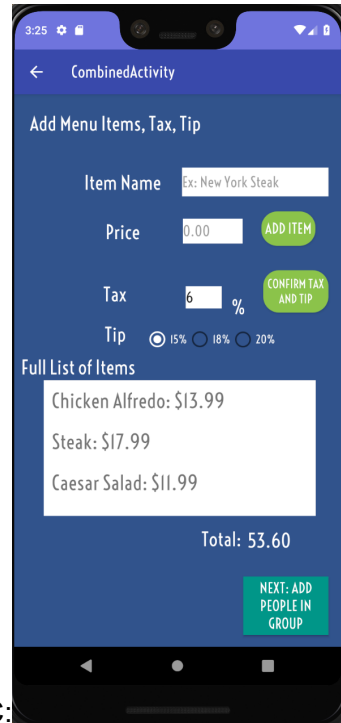 3:25
CombinedActivity
Add Menu Items, Tax, Tip
Item Name Ex: New York Steak
Price 0.00 ADD ITEM
Tax 6 % CONFIRM TAX
AND TIP
Tip 15% 18% 20%
Full List of Items
Chicken Alfredo: $13.99
Steak: $17.99
Caesar Salad: $11.99
Total: 53.60
NEXT: ADD
PEOPLE IN
GROUP